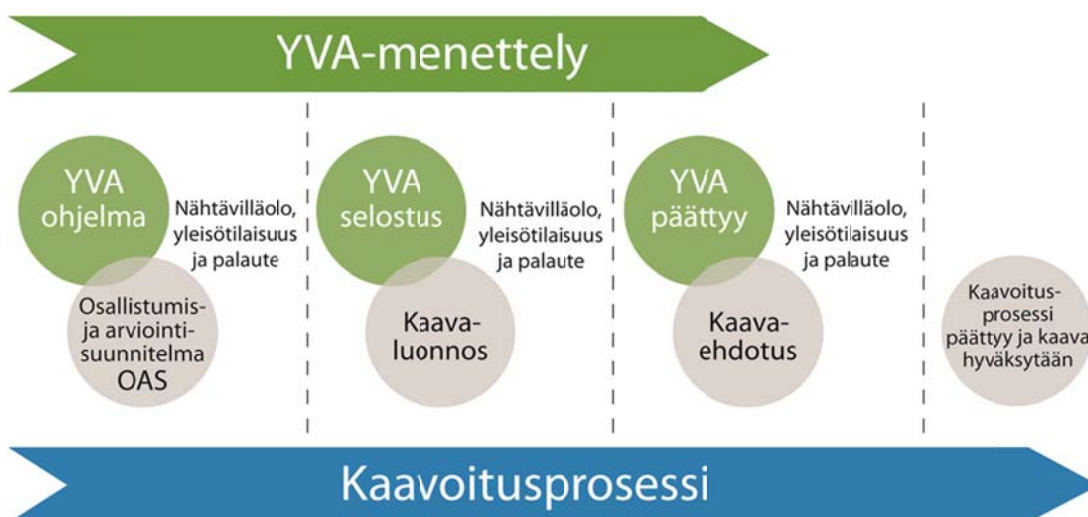 YVA-menettely
YVA
ohjelma
Nähtävilläolo,
yleisötilaisuus
ja palaute
Osallistumis-
ja arviointi-
suunnitelma
OAS
YVA
selostus
Nähtävilläolo,
yleisötilaisuus
ja palaute
Kaava-
luonnos
YVA
päättyy
Nähtävilläolo,
yleisötilaisuus
ja palaute
Kaava-
ehdotus
Kaavoitus-
prosessi
päättyy ja kaava
hyväksytään
Kaavoitusprosessi